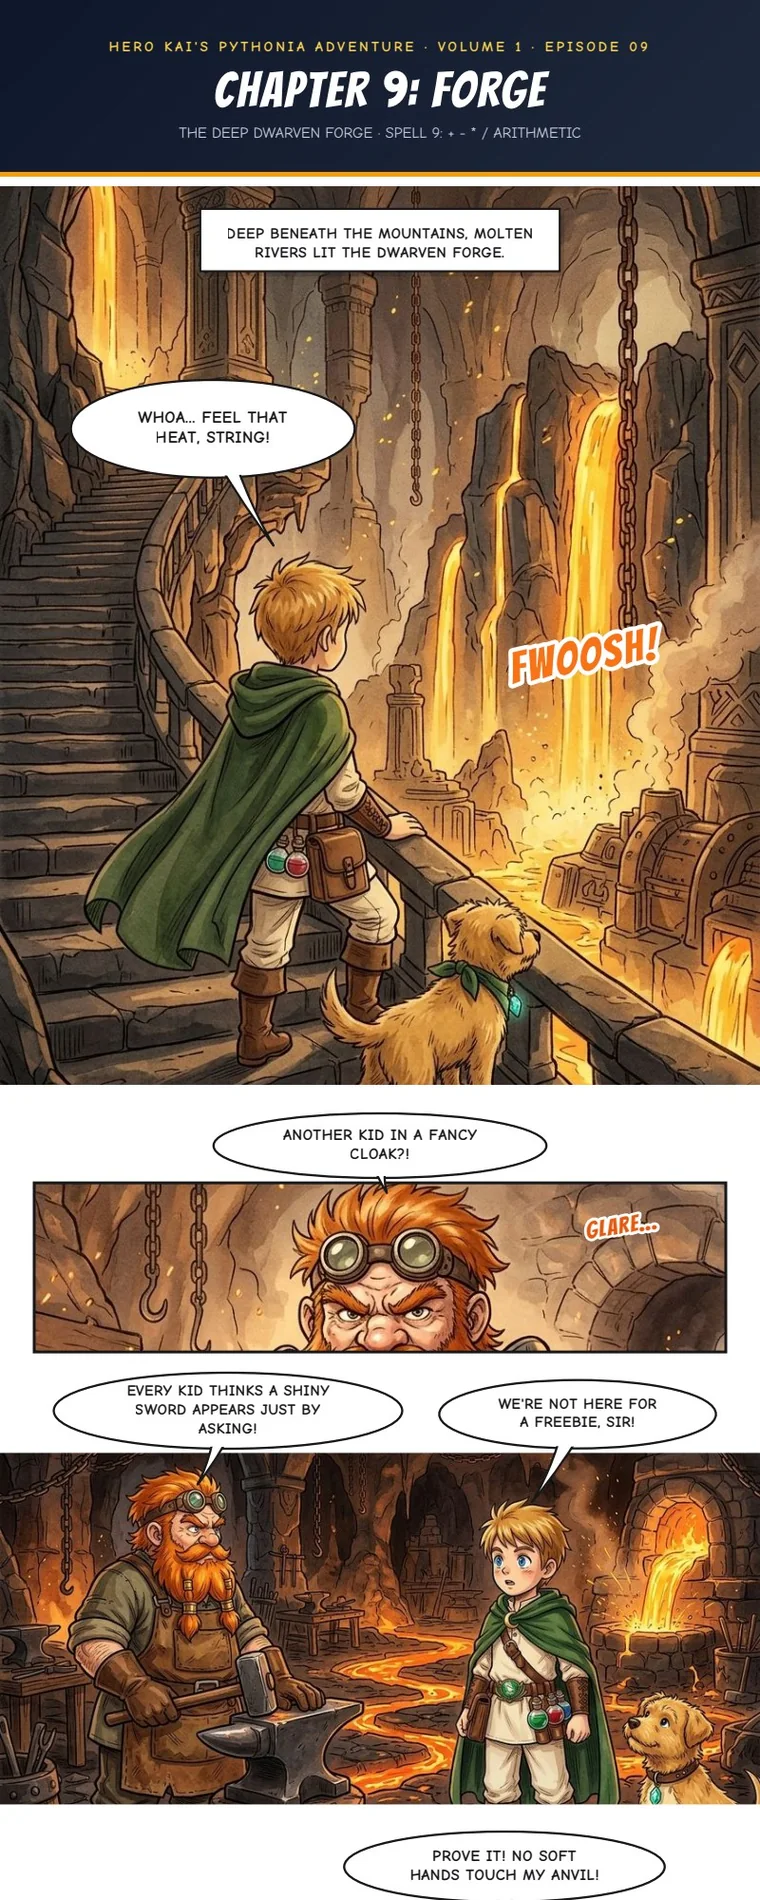 HERO KAI'S PYTHONIA ADVENTURE · VOLUME 1 · EPISODE 09
CHAPTER 9: FORGE
THE DEEP DWARVEN FORGE · SPELL 9: + - * / ARITHMETIC
DEEP BENEATH THE MOUNTAINS, MOLTEN
RIVERS LIT THE DWARVEN FORGE.
WHOA... FEEL THAT
HEAT, STRING!
FWOOSH!
ANOTHER KID IN A FANCY
CLOAK?!
GLARE...
EVERY KID THINKS A SHINY
SWORD APPEARS JUST BY
ASKING!
WE'RE NOT HERE FOR
A FREEBIE, SIR!
PROVE IT! NO SOFT
HANDS TOUCH MY ANVIL!